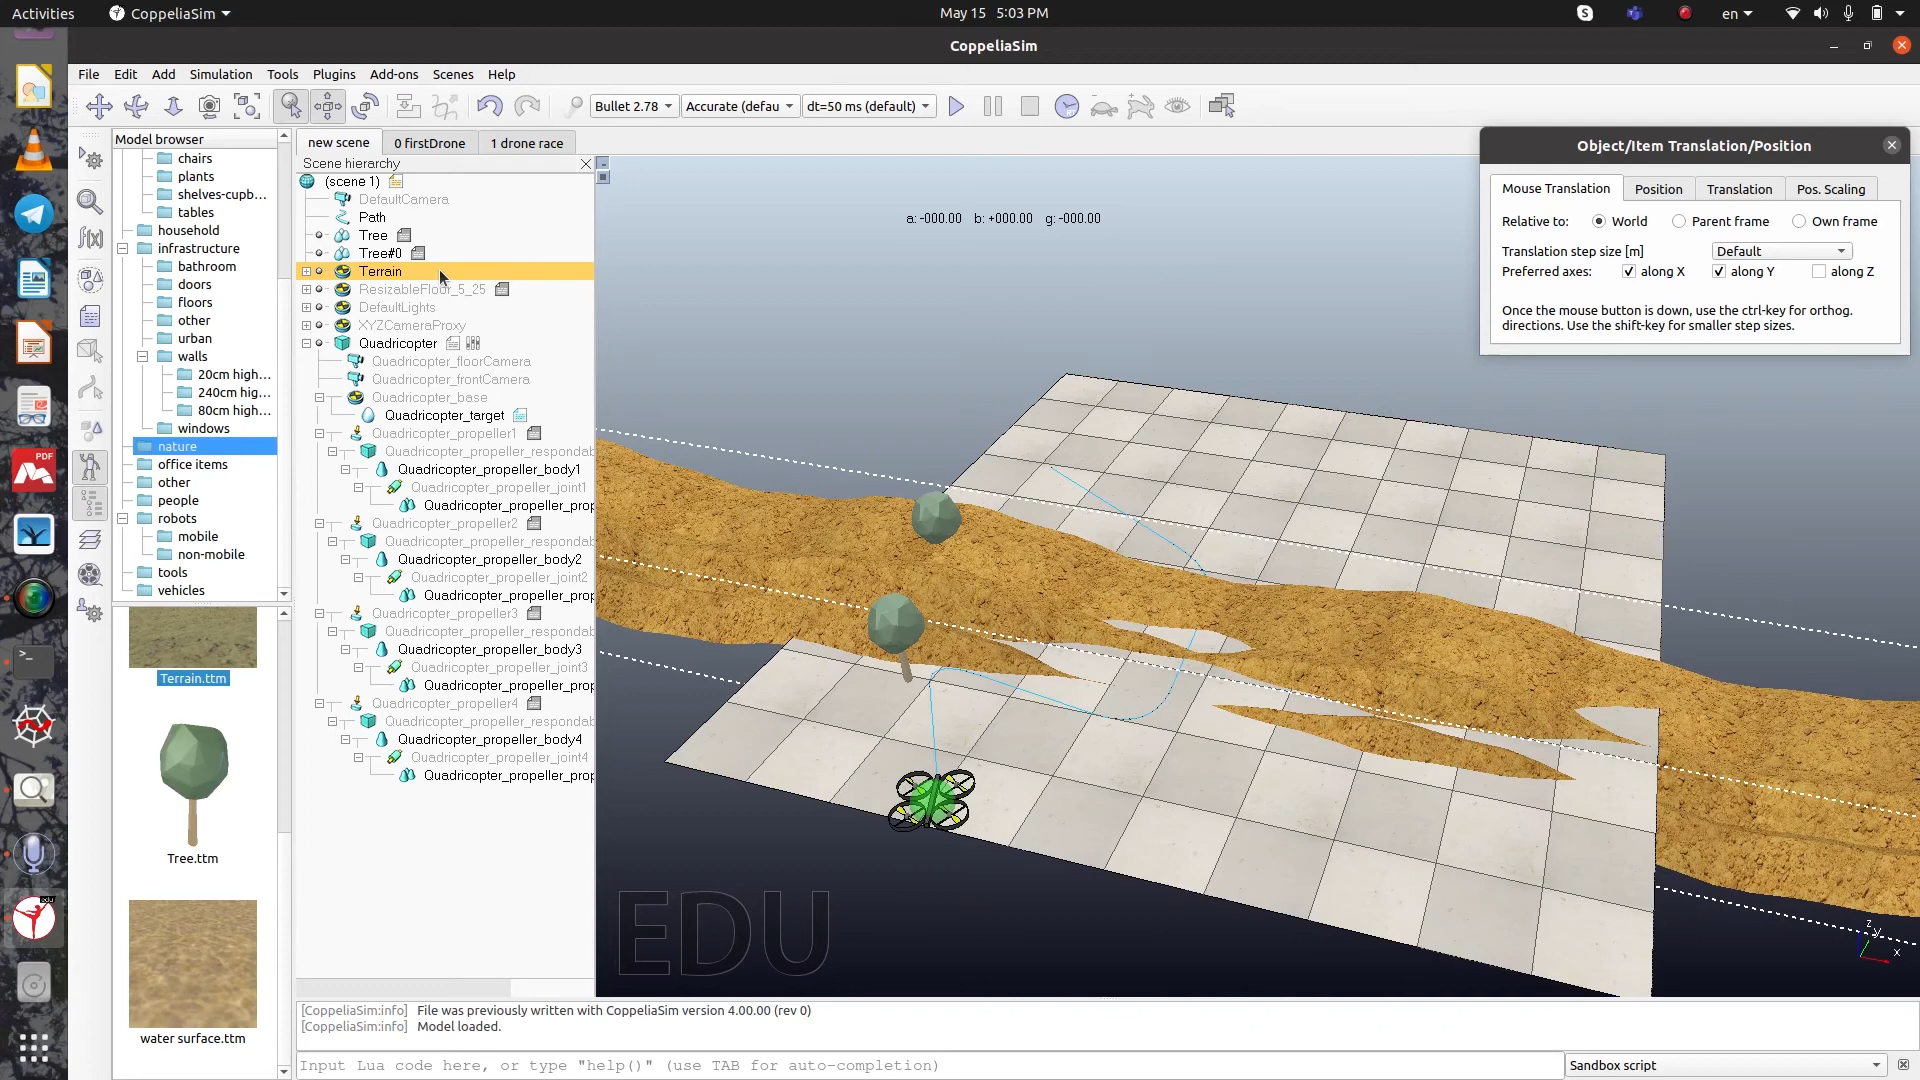 Activities
CoppeliaSim
May 15 5:03 PM
en
CoppeliaSim
File Edit Add Simulation Tools Plugins Add-ons Scenes Help
Bullet 2.78
Accurate (defau
dt=50 ms (default)
Model browser
chairs
plants
shelves-cupb...
tables
household
infrastructure
bathroom
doors
floors
other
urban
walls
20cm high...
240cm hig...
80cm high...
windows
nature
office items
other
people
robots
mobile
non-mobile
tools
vehicles
Terrain.ttm
Tree.ttm
water surface.ttm
new scene
0 firstDrone
1 drone race
Scene hierarchy
(scene 1)
DefaultCamera
Path
Tree
Tree#0
Terrain
ResizableFloor_5_25
DefaultLights
XYZCameraProxy
Quadricopter
Quadricopter_floorCamera
Quadricopter_frontCamera
Quadricopter_base
Quadricopter_target
Quadricopter_propeller1
Quadricopter_propeller_respondab
Quadricopter_propeller_body1
Quadricopter_propeller_joint1
Quadricopter_propeller_prop
Quadricopter_propeller2
Quadricopter_propeller_respondab
Quadricopter_propeller_body2
Quadricopter_propeller_joint2
Quadricopter_propeller_prop
Quadricopter_propeller3
Quadricopter_propeller_respondab
Quadricopter_propeller_body3
Quadricopter_propeller_joint3
Quadricopter_propeller_prop
Quadricopter_propeller4
Quadricopter_propeller_respondab
Quadricopter_propeller_body4
Quadricopter_propeller_joint4
Quadricopter_propeller_prop
a: -000.00 b: +000.00 g: -000.00
EDU
z
y
x
Object/Item Translation/Position
Mouse Translation Position Translation Pos. Scaling
Relative to: World Parent frame Own frame
Translation step size [m] Default
Preferred axes: along X along Y along Z
Once the mouse button is down, use the ctrl-key for orthog.
directions. Use the shift-key for smaller step sizes.
[CoppeliaSim:info] File was previously written with CoppeliaSim version 4.00.00 (rev 0)
[CoppeliaSim:info] Model loaded.
Input Lua code here, or type "help()" (use TAB for auto-completion)
Sandbox script
PDF
edu